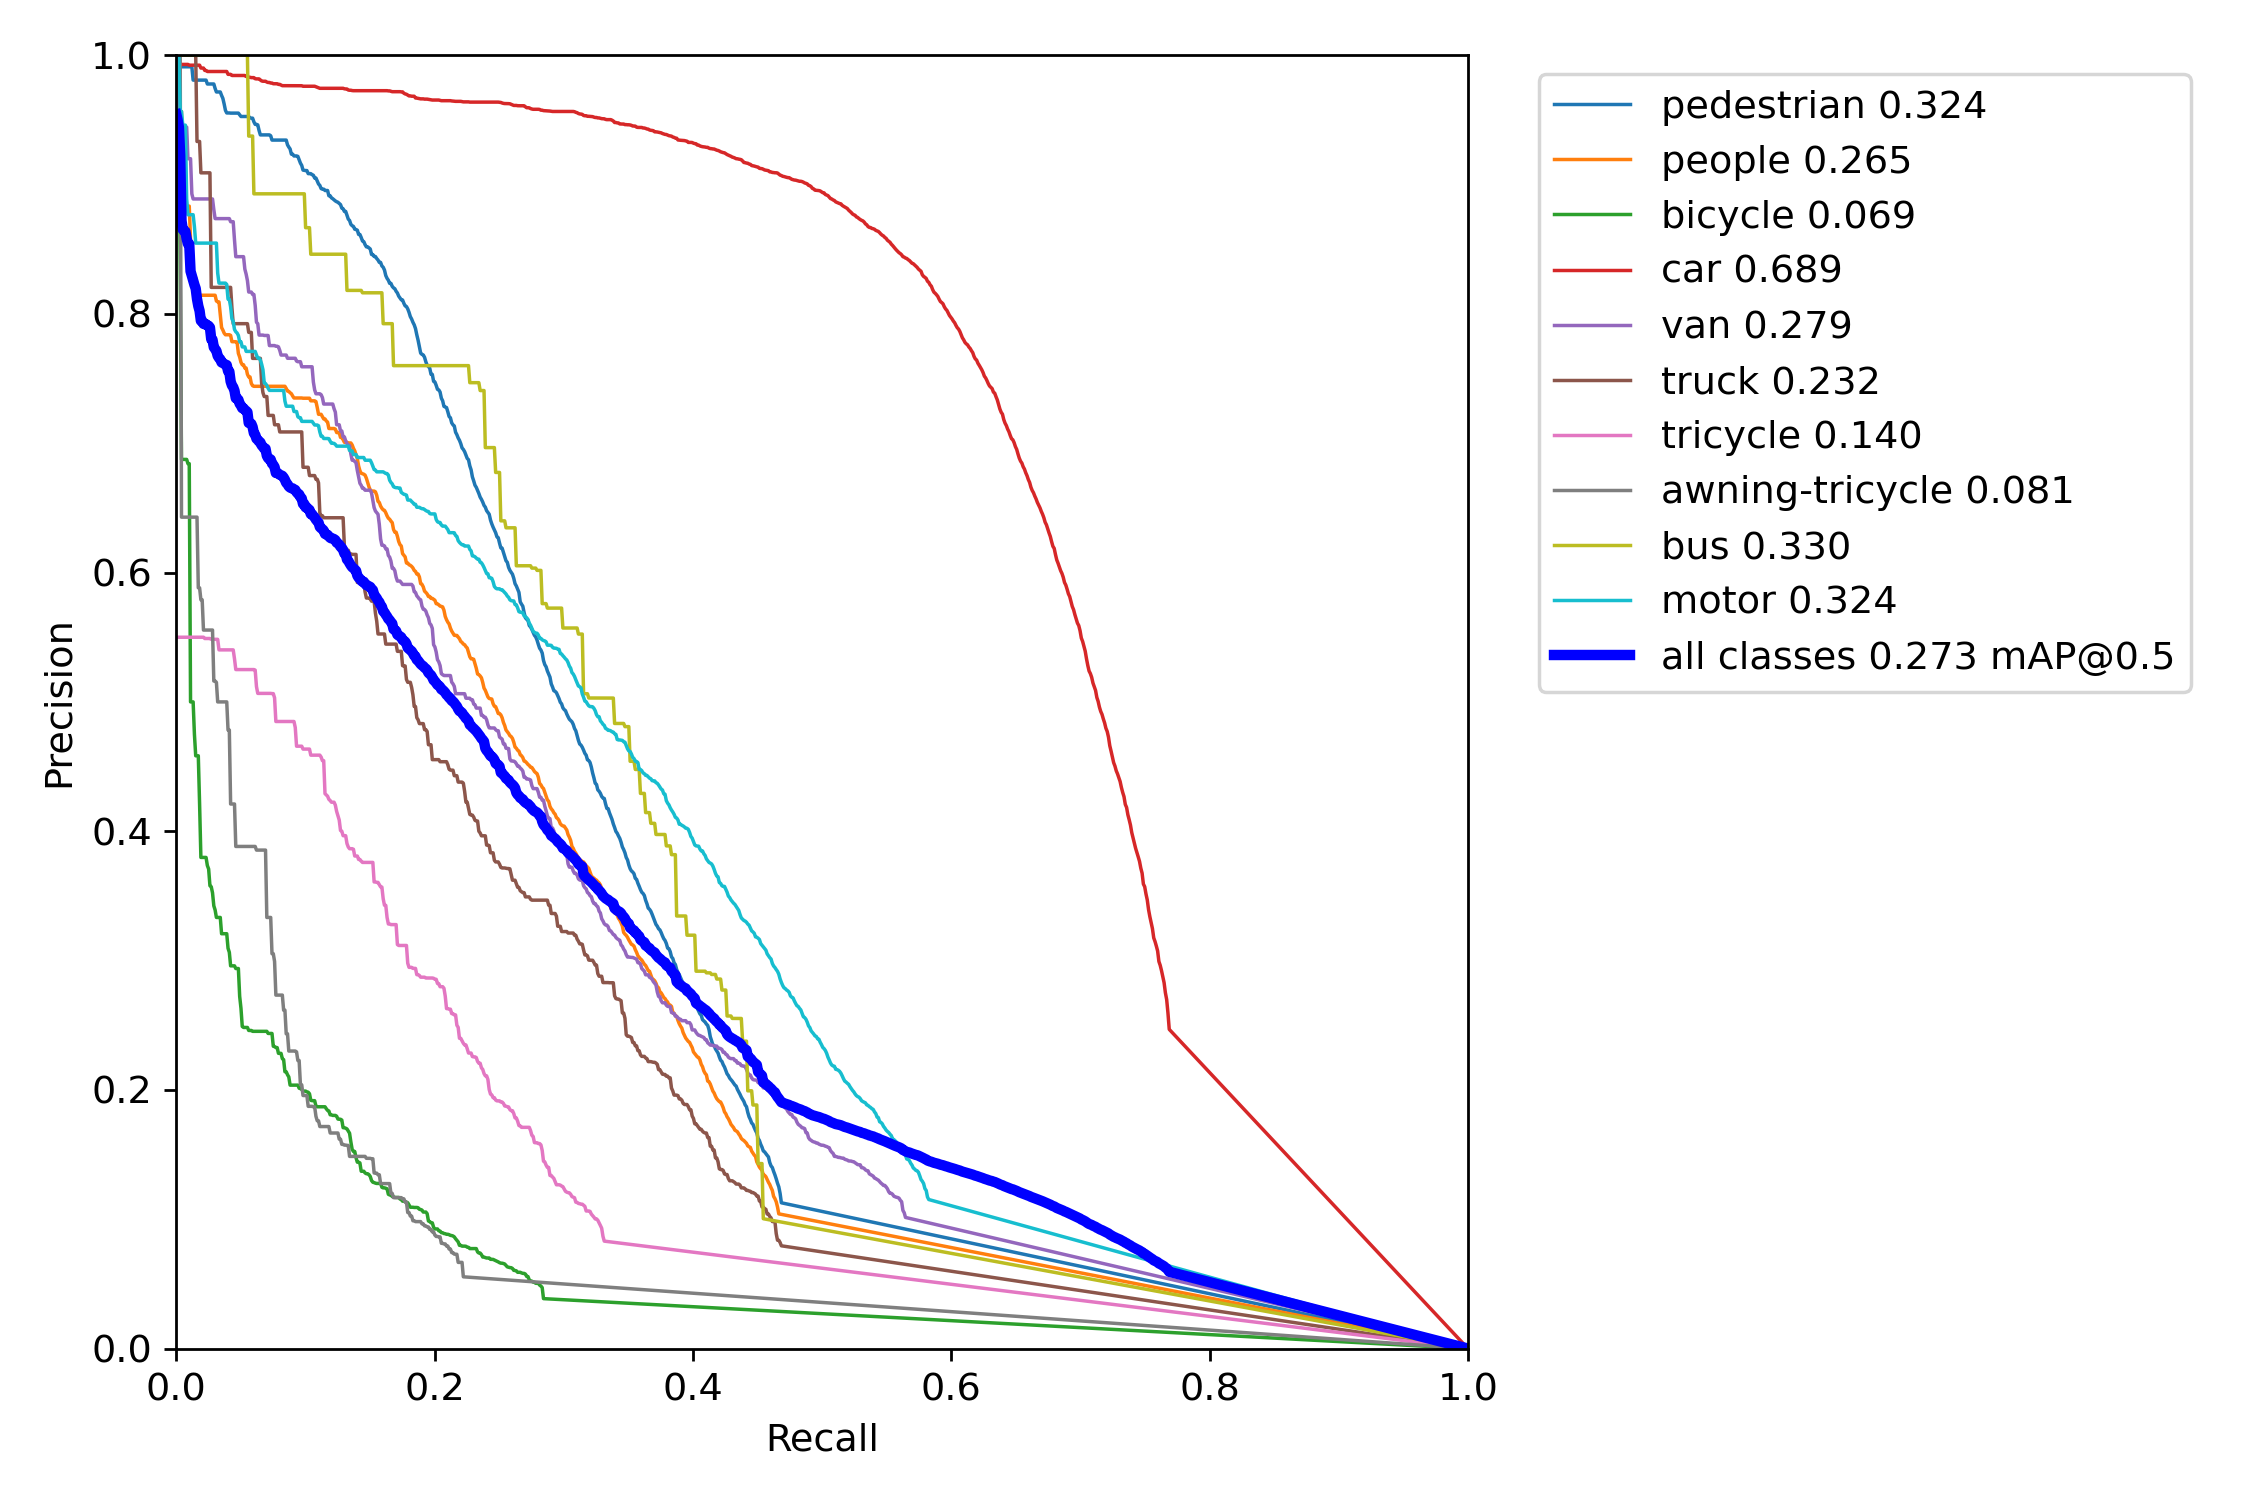 1.0
0.8
0.6
0.4
0.2
0.0
Precision
0.0 0.2 0.4 0.6 0.8 1.0
Recall
pedestrian 0.324
people 0.265
bicycle 0.069
car 0.689
van 0.279
truck 0.232
tricycle 0.140
awning-tricycle 0.081
bus 0.330
motor 0.324
all classes 0.273 mAP@0.5